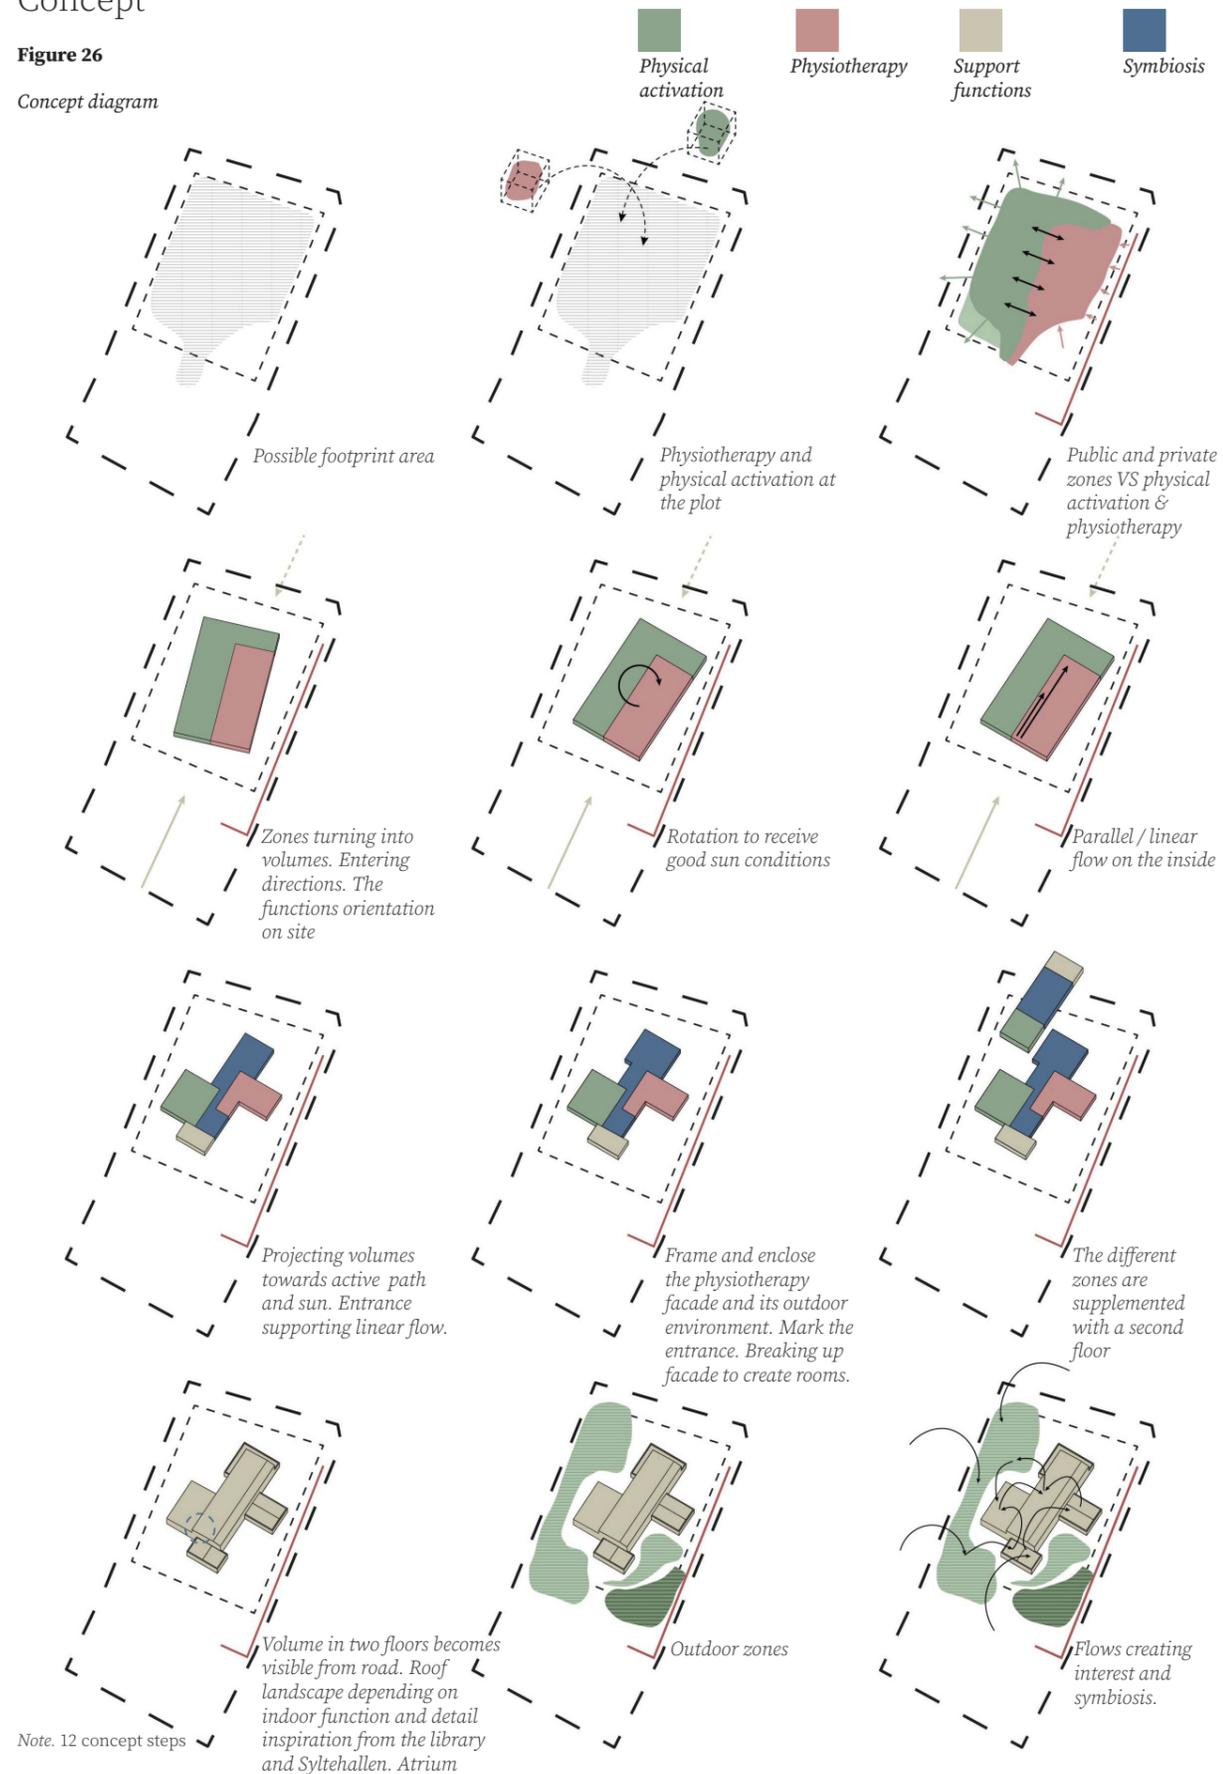 Concept
Figure 26
Concept diagram
Physical
activation
Physiotherapy
Support
functions
Symbiosis
Possible footprint area
Physiotherapy and
physical activation at
the plot
Public and private
zones VS physical
activation &
physiotherapy
Zones turning into
volumes. Entering
directions. The
functions orientation
on site
Rotation to receive
good sun conditions
Parallel / linear
flow on the inside
Projecting volumes
towards active path
and sun. Entrance
supporting linear flow.
Frame and enclose
the physiotherapy
facade and its outdoor
environment. Mark the
entrance. Breaking up
facade to create rooms.
The different
zones are
supplemented
with a second
floor
Volume in two floors becomes
visible from road. Roof
landscape depending on
indoor function and detail
inspiration from the library
and Syltehallen. Atrium
Outdoor zones
Flows creating
interest and
symbiosis.
Note. 12 concept steps